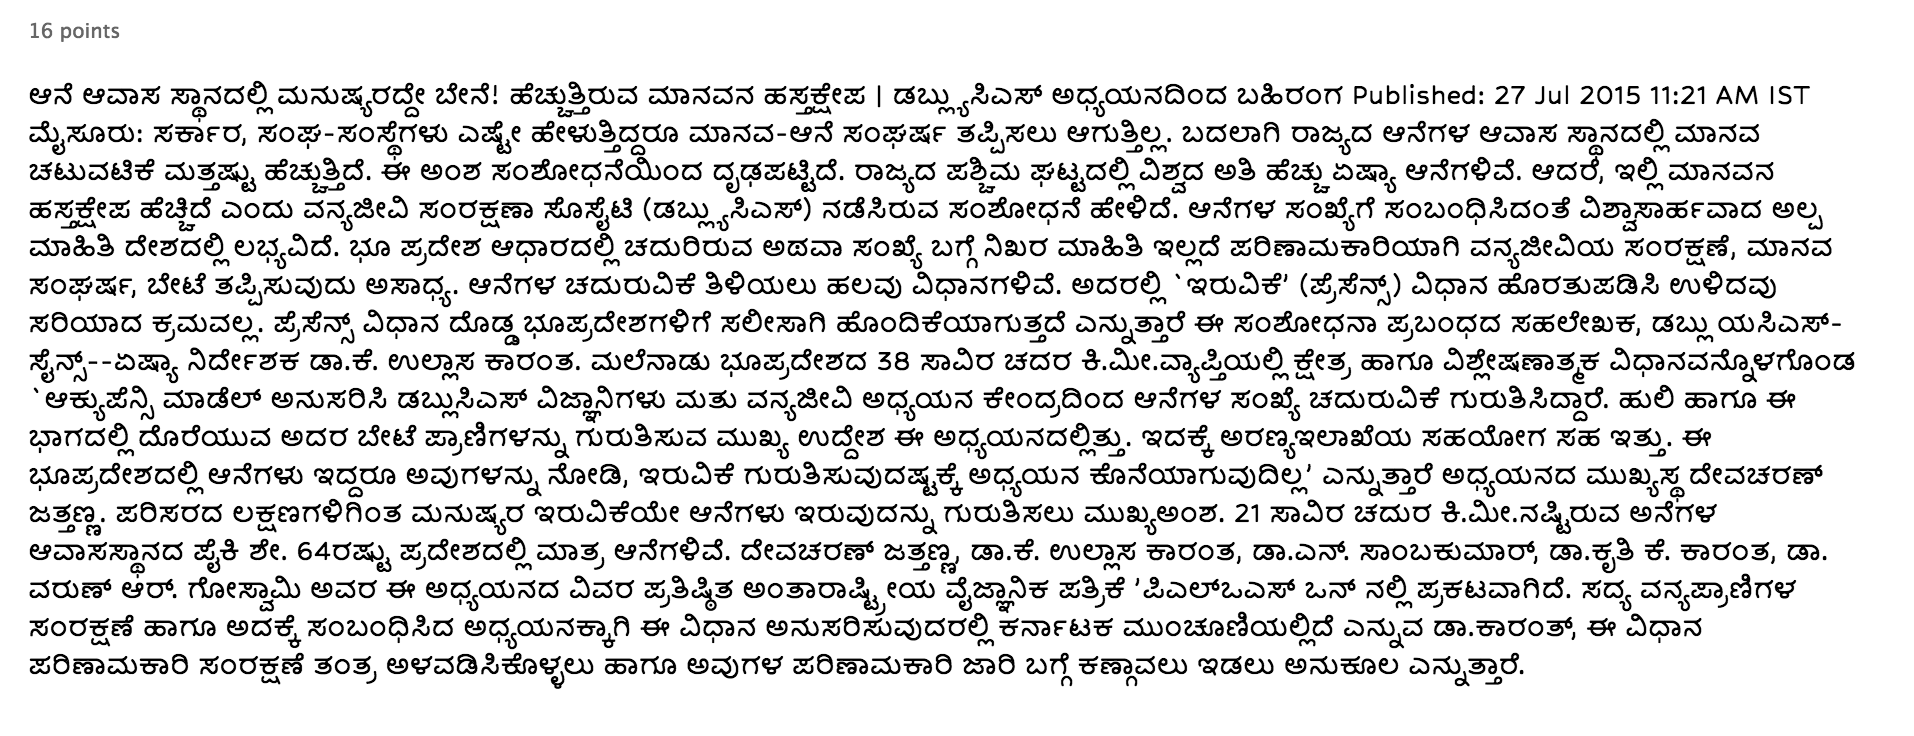 16 points
ಆನೆ ಆವಾಸ ಸ್ಥಾನದಲ್ಲಿ ಮನುಷ್ಯರದ್ದೇ ಬೇನೆ! ಹೆಚ್ಚುತ್ತಿರುವ ಮಾನವನ ಹಸ್ತಕ್ಷೇಪ | ಡಬ್ಲ್ಯುಸಿಎಸ್ ಅಧ್ಯಯನದಿಂದ ಬಹಿರಂಗ Published: 27 Jul 2015 11:21 AM IST
ಮೈಸೂರು: ಸರ್ಕಾರ, ಸಂಘ-ಸಂಸ್ಥೆಗಳು ಎಷ್ಟೇ ಹೇಳುತ್ತಿದ್ದರೂ ಮಾನವ-ಆನೆ ಸಂಘರ್ಷ ತಪ್ಪಿಸಲು ಆಗುತ್ತಿಲ್ಲ. ಬದಲಾಗಿ ರಾಜ್ಯದ ಆನೆಗಳ ಆವಾಸ ಸ್ಥಾನದಲ್ಲಿ ಮಾನವ
ಚಟುವಟಿಕೆ ಮತ್ತಷ್ಟು ಹೆಚ್ಚುತ್ತಿದೆ. ಈ ಅಂಶ ಸಂಶೋಧನೆಯಿಂದ ದೃಢಪಟ್ಟಿದೆ. ರಾಜ್ಯದ ಪಶ್ಚಿಮ ಘಟ್ಟದಲ್ಲಿ ವಿಶ್ವದ ಅತಿ ಹೆಚ್ಚು ಏಷ್ಯಾ ಆನೆಗಳಿವೆ. ಆದರೆ, ಇಲ್ಲಿ ಮಾನವನ
ಹಸ್ತಕ್ಷೇಪ ಹೆಚ್ಚಿದೆ ಎಂದು ವನ್ಯಜೀವಿ ಸಂರಕ್ಷಣಾ ಸೊಸೈಟಿ (ಡಬ್ಲ್ಯುಸಿಎಸ್) ನಡೆಸಿರುವ ಸಂಶೋಧನೆ ಹೇಳಿದೆ. ಆನೆಗಳ ಸಂಖ್ಯೆಗೆ ಸಂಬಂಧಿಸಿದಂತೆ ವಿಶ್ವಾಸಾರ್ಹವಾದ ಅಲ್ಪ
ಮಾಹಿತಿ ದೇಶದಲ್ಲಿ ಲಭ್ಯವಿದೆ. ಭೂ ಪ್ರದೇಶ ಆಧಾರದಲ್ಲಿ ಚದುರಿರುವ ಅಥವಾ ಸಂಖ್ಯೆ ಬಗ್ಗೆ ನಿಖರ ಮಾಹಿತಿ ಇಲ್ಲದೆ ಪರಿಣಾಮಕಾರಿಯಾಗಿ ವನ್ಯಜೀವಿಯ ಸಂರಕ್ಷಣೆ, ಮಾನವ
ಸಂಘರ್ಷ, ಬೇಟೆ ತಪ್ಪಿಸುವುದು ಅಸಾಧ್ಯ. ಆನೆಗಳ ಚದುರುವಿಕೆ ತಿಳಿಯಲು ಹಲವು ವಿಧಾನಗಳಿವೆ. ಅದರಲ್ಲಿ `ಇರುವಿಕೆ' (ಪ್ರೆಸೆನ್ಸ್) ವಿಧಾನ ಹೊರತುಪಡಿಸಿ ಉಳಿದವು
ಸರಿಯಾದ ಕ್ರಮವಲ್ಲ. ಪ್ರೆಸೆನ್ಸ್ ವಿಧಾನ ದೊಡ್ಡ ಭೂಪ್ರದೇಶಗಳಿಗೆ ಸಲೀಸಾಗಿ ಹೊಂದಿಕೆಯಾಗುತ್ತದೆ ಎನ್ನುತ್ತಾರೆ ಈ ಸಂಶೋಧನಾ ಪ್ರಬಂಧದ ಸಹಲೇಖಕ, ಡಬ್ಲು ಯಸಿಎಸ್-
ಸೈನ್ಸ್--ಏಷ್ಯಾ ನಿರ್ದೇಶಕ ಡಾ.ಕೆ. ಉಲ್ಲಾಸ ಕಾರಂತ. ಮಲೆನಾಡು ಭೂಪ್ರದೇಶದ 38 ಸಾವಿರ ಚದರ ಕಿ.ಮೀ.ವ್ಯಾಪ್ತಿಯಲ್ಲಿ ಕ್ಷೇತ್ರ ಹಾಗೂ ವಿಶ್ಲೇಷಣಾತ್ಮಕ ವಿಧಾನವನ್ನೊಳಗೊಂಡ
`ಆಕ್ಯುಪೆನ್ಸಿ ಮಾಡೆಲ್ ಅನುಸರಿಸಿ ಡಬ್ಲುಸಿಎಸ್ ವಿಜ್ಞಾನಿಗಳು ಮತು ವನ್ಯಜೀವಿ ಅಧ್ಯಯನ ಕೇಂದ್ರದಿಂದ ಆನೆಗಳ ಸಂಖ್ಯೆ ಚದುರುವಿಕೆ ಗುರುತಿಸಿದ್ದಾರೆ. ಹುಲಿ ಹಾಗೂ ಈ
ಭಾಗದಲ್ಲಿ ದೊರೆಯುವ ಅದರ ಬೇಟೆ ಪ್ರಾಣಿಗಳನ್ನು ಗುರುತಿಸುವ ಮುಖ್ಯ ಉದ್ದೇಶ ಈ ಅಧ್ಯಯನದಲ್ಲಿತ್ತು. ಇದಕ್ಕೆ ಅರಣ್ಯಇಲಾಖೆಯ ಸಹಯೋಗ ಸಹ ಇತ್ತು. ಈ
ಭೂಪ್ರದೇಶದಲ್ಲಿ ಆನೆಗಳು ಇದ್ದರೂ ಅವುಗಳನ್ನು ನೋಡಿ, ಇರುವಿಕೆ ಗುರುತಿಸುವುದಷ್ಟಕ್ಕೆ ಅಧ್ಯಯನ ಕೊನೆಯಾಗುವುದಿಲ್ಲ' ಎನ್ನುತ್ತಾರೆ ಅಧ್ಯಯನದ ಮುಖ್ಯಸ್ಥ ದೇವಚರಣ್
ಜತ್ತಣ್ಣ. ಪರಿಸರದ ಲಕ್ಷಣಗಳಿಗಿಂತ ಮನುಷ್ಯರ ಇರುವಿಕೆಯೇ ಆನೆಗಳು ಇರುವುದನ್ನು ಗುರುತಿಸಲು ಮುಖ್ಯಅಂಶ. 21 ಸಾವಿರ ಚದುರ ಕಿ.ಮೀ.ನಷ್ಟಿರುವ ಅನೆಗಳ
ಆವಾಸಸ್ಥಾನದ ಪೈಕಿ ಶೇ. 64ರಷ್ಟು ಪ್ರದೇಶದಲ್ಲಿ ಮಾತ್ರ ಆನೆಗಳಿವೆ. ದೇವಚರಣ್ ಜತ್ತಣ್ಣ, ಡಾ.ಕೆ. ಉಲ್ಲಾಸ ಕಾರಂತ, ಡಾ.ಎನ್. ಸಾಂಬಕುಮಾರ್, ಡಾ.ಕೃತಿ ಕೆ. ಕಾರಂತ, ಡಾ.
ವರುಣ್ ಆರ್. ಗೋಸ್ವಾಮಿ ಅವರ ಈ ಅಧ್ಯಯನದ ವಿವರ ಪ್ರತಿಷ್ಠಿತ ಅಂತಾರಾಷ್ಟ್ರೀಯ ವೈಜ್ಞಾನಿಕ ಪತ್ರಿಕೆ 'ಪಿಎಲ್ಒಎಸ್ ಒನ್ ನಲ್ಲಿ ಪ್ರಕಟವಾಗಿದೆ. ಸದ್ಯ ವನ್ಯಪ್ರಾಣಿಗಳ
ಸಂರಕ್ಷಣೆ ಹಾಗೂ ಅದಕ್ಕೆ ಸಂಬಂಧಿಸಿದ ಅಧ್ಯಯನಕ್ಕಾಗಿ ಈ ವಿಧಾನ ಅನುಸರಿಸುವುದರಲ್ಲಿ ಕರ್ನಾಟಕ ಮುಂಚೂಣಿಯಲ್ಲಿದೆ ಎನ್ನುವ ಡಾ.ಕಾರಂತ್, ಈ ವಿಧಾನ
ಪರಿಣಾಮಕಾರಿ ಸಂರಕ್ಷಣೆ ತಂತ್ರ ಅಳವಡಿಸಿಕೊಳ್ಳಲು ಹಾಗೂ ಅವುಗಳ ಪರಿಣಾಮಕಾರಿ ಜಾರಿ ಬಗ್ಗೆ ಕಣ್ಗಾವಲು ಇಡಲು ಅನುಕೂಲ ಎನ್ನುತ್ತಾರೆ.